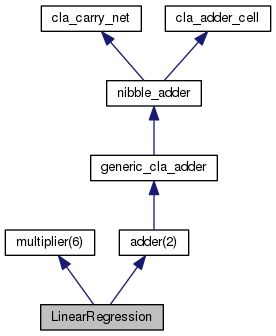 cla_carry_net
cla_adder_cell
nibble_adder
generic_cla_adder
multiplier(6)
adder(2)
LinearRegression